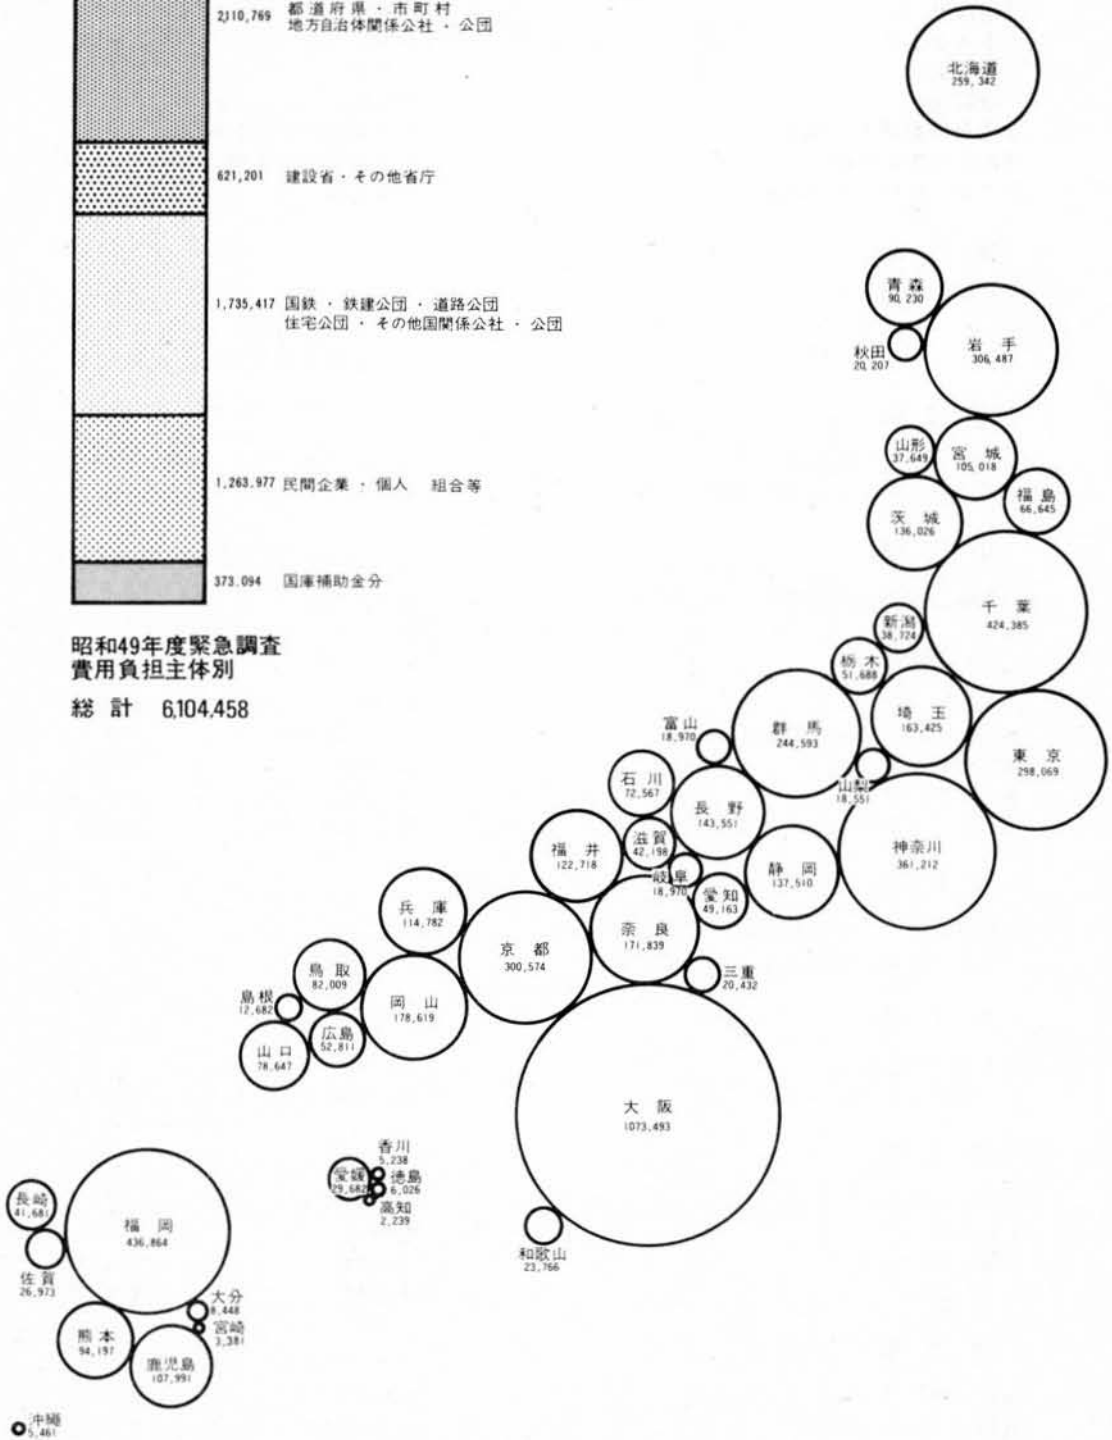 2110,769 都道府県・市町村
地方自治体関係公社・公団
621,201 建設省・その他省庁
1,735,417 国鉄・鉄建公団・道路公団
住宅公団・その他国関係公社・公団
1,263.977 民間企業・個人 組合等
373.094 国庫補助金分
昭和49年度緊急調査
費用負担主体別
総計 6,104,458
北海道
259,342
青森
90,230
岩手
306,487
秋田
20,207
山形
37,649
宮城
105,018
福島
66,645
茨城
136,026
千葉
424,385
新潟
38,724
栃木
51,688
埼玉
163,425
群馬
244,593
東京
298,069
富山
18,970
山梨
18,551
石川
72,567
長野
143,551
神奈川
361,212
滋賀
42,198
福井
122,718
静岡
137,510
岐阜
18,970
愛知
49,163
兵庫
114,782
奈良
171,839
京都
300,574
三重
20,432
鳥取
82,009
島根
12,682
岡山
178,619
広島
52,811
山口
78,647
大阪
1073,493
香川
5,238
愛媛
29,682
徳島
6,026
高知
2,239
和歌山
23,766
長崎
41,681
福岡
436,864
佐賀
26,973
大分
8,448
宮崎
3,381
熊本
94,197
鹿児島
107,991
沖縄
5,461